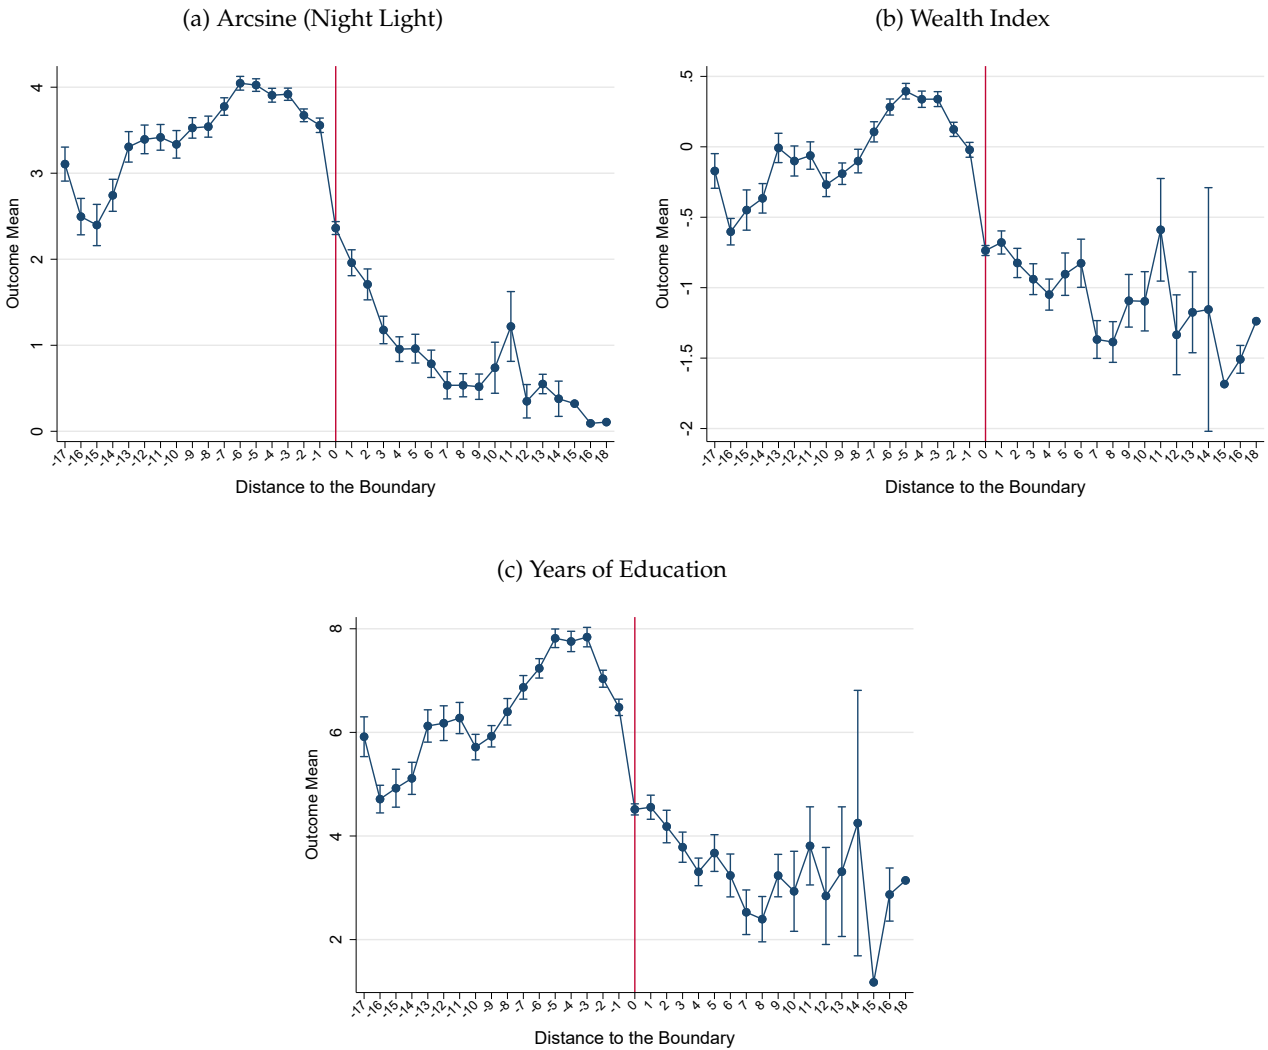 (a) Arcsine (Night Light)
4
3
2
1
0
Outcome Mean
-17 -16 -15 -14 -13 -12 -11 -10 -9 -8 -7 -6 -5 -4 -3 -2 -1 0 1 2 3 4 5 6 7 8 9 10 11 12 13 14 15 16 18
Distance to the Boundary
(b) Wealth Index
.5
0
-.5
-1
-1.5
-2
Outcome Mean
-17 -16 -15 -14 -13 -12 -11 -10 -9 -8 -7 -6 -5 -4 -3 -2 -1 0 1 2 3 4 5 6 7 8 9 10 11 12 13 14 15 16 18
Distance to the Boundary
(c) Years of Education
8
6
4
2
Outcome Mean
-17 -16 -15 -14 -13 -12 -11 -10 -9 -8 -7 -6 -5 -4 -3 -2 -1 0 1 2 3 4 5 6 7 8 9 10 11 12 13 14 15 16 18
Distance to the Boundary